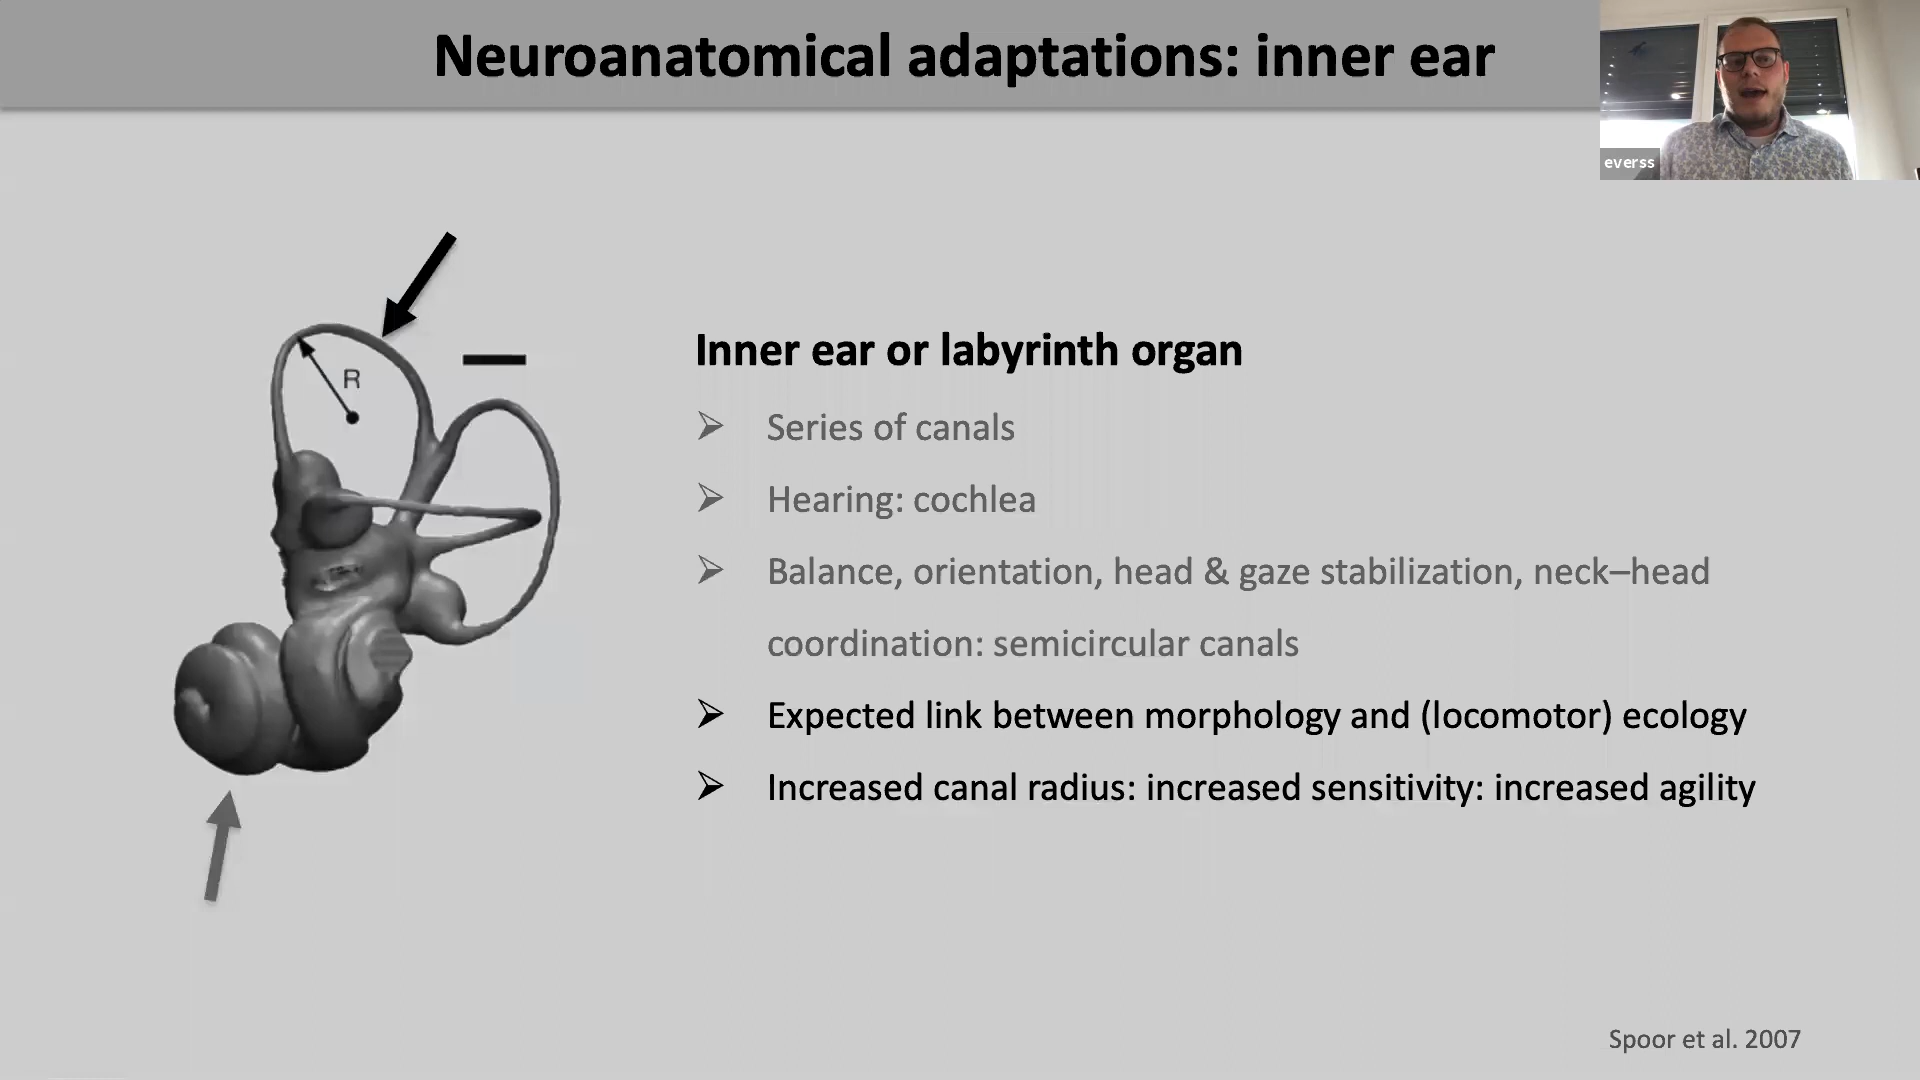 Neuroanatomical adaptations: inner ear
everss
R
Inner ear or labyrinth organ
Series of canals
Hearing: cochlea
Balance, orientation, head & gaze stabilization, neck–head
coordination: semicircular canals
Expected link between morphology and (locomotor) ecology
Increased canal radius: increased sensitivity: increased agility
Spoor et al. 2007